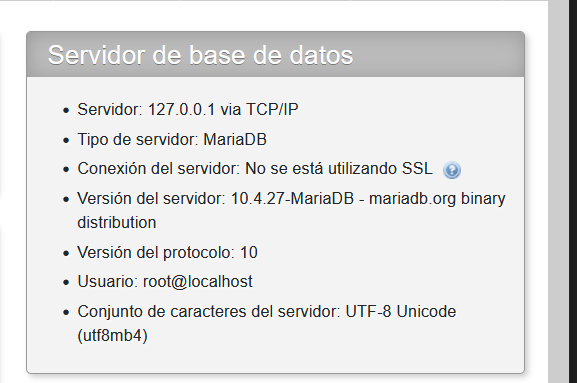 Servidor de base de datos
• Servidor: 127.0.0.1 via TCP/IP
• Tipo de servidor: MariaDB
• Conexión del servidor: No se está utilizando SSL ?
• Versión del servidor: 10.4.27-MariaDB - mariadb.org binary
distribution
• Versión del protocolo: 10
• Usuario: root@localhost
• Conjunto de caracteres del servidor: UTF-8 Unicode
(utf8mb4)